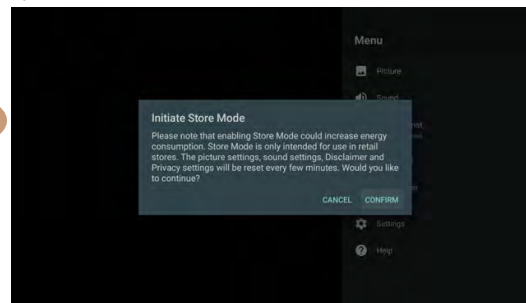 Menu
Picture
Sound
Initiate Store Mode
Please note that enabling Store Mode could increase energy
consumption. Store Mode is only intended for use in retail
stores. The picture settings, sound settings, Disclaimer and
Privacy settings will be reset every few minutes. Would you like
to continue?
CANCEL CONFIRM
Settings
Help